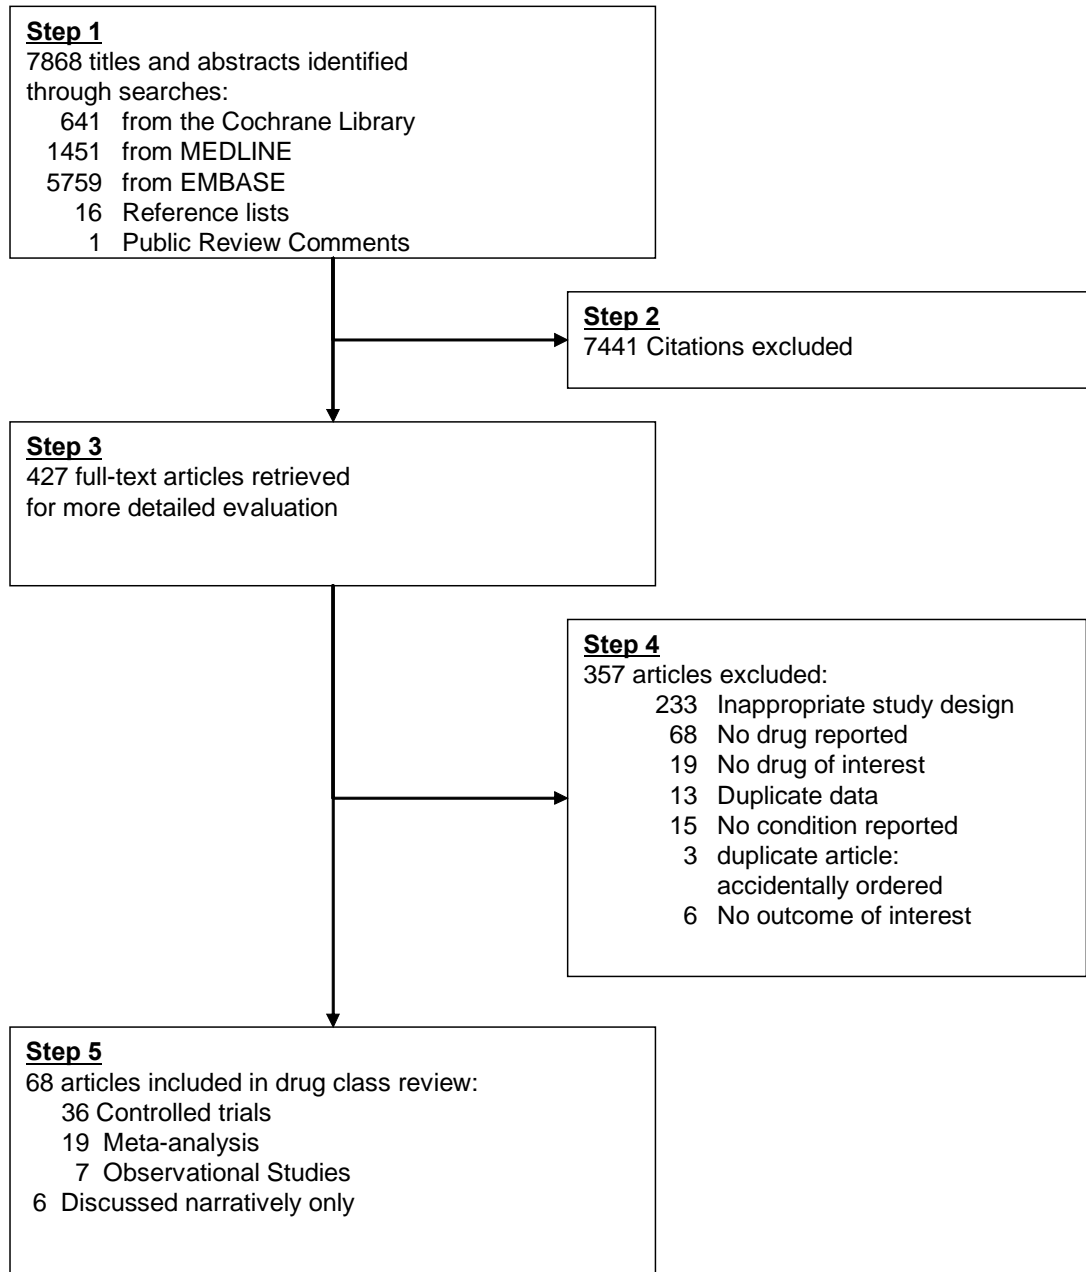 Step 1
7868 titles and abstracts identified
through searches:
641 from the Cochrane Library
1451 from MEDLINE
5759 from EMBASE
16 Reference lists
1 Public Review Comments
Step 2
7441 Citations excluded
Step 3
427 full-text articles retrieved
for more detailed evaluation
Step 4
357 articles excluded:
233 Inappropriate study design
68 No drug reported
19 No drug of interest
13 Duplicate data
15 No condition reported
3 duplicate article:
accidentally ordered
6 No outcome of interest
Step 5
68 articles included in drug class review:
36 Controlled trials
19 Meta-analysis
7 Observational Studies
6 Discussed narratively only